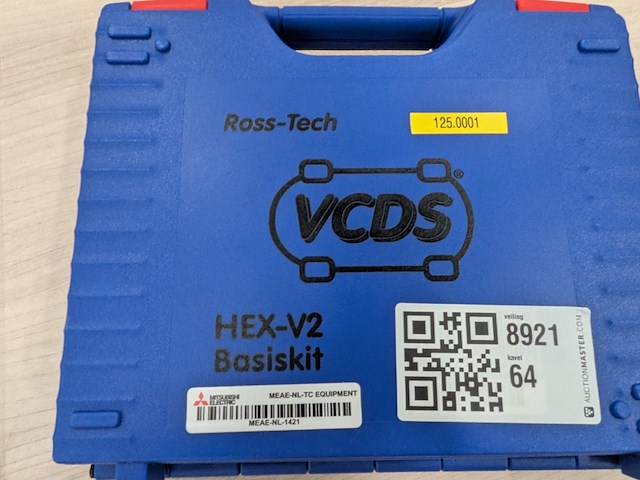 Ross-Tech
125.0001
VCDS®
HEX-V2
Basiskit
MITSUBISHI
ELECTRIC
MEAE-NL-TC EQUIPMENT
MEAE-NL-1421
veiling
8921
kavel
64
AUCTIONMASTER.COM